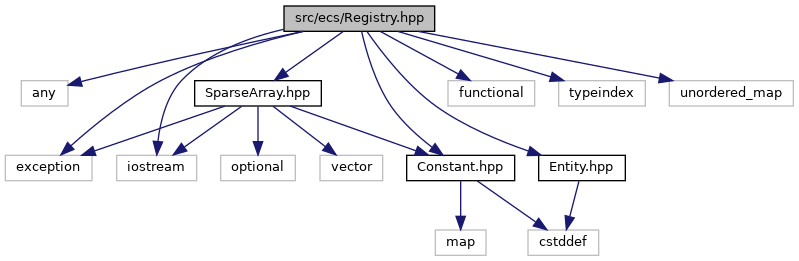 src/ecs/Registry.hpp
any
SparseArray.hpp
functional
typeindex
unordered_map
exception
iostream
optional
vector
Constant.hpp
Entity.hpp
map
cstddef